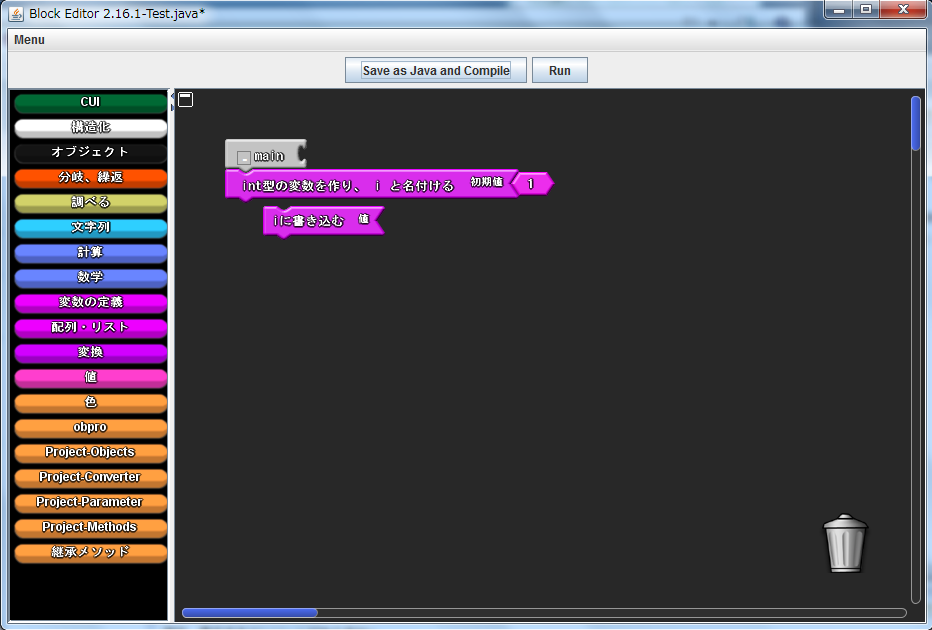 Block Editor 2.16.1-Test.java*
Menu
Save as Java and Compile Run
CUI
構造化
オブジェクト
分岐、繰返
調べる
文字列
計算
数学
変数の定義
配列・リスト
変換
値
色
obpro
Project-Objects
Project-Converter
Project-Parameter
Project-Methods
継承メソッド
main
int型の変数を作り、 i と名付ける 初期値 1
iに書き込む 値